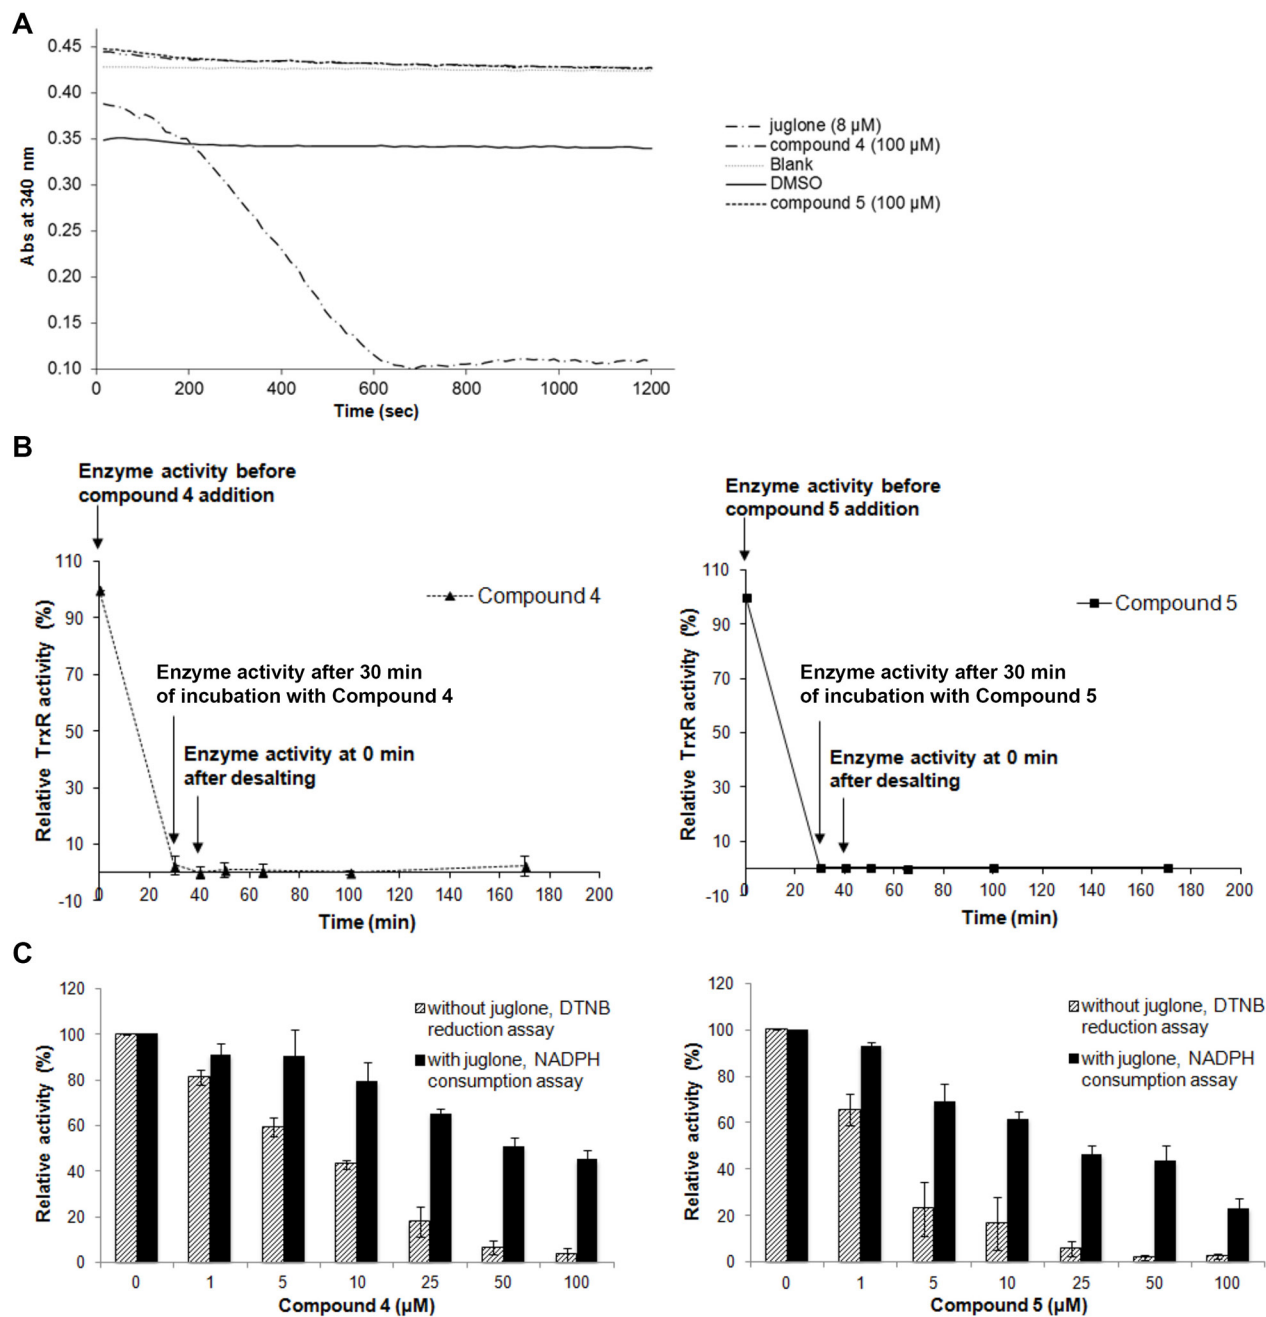 A
0.45
0.40
0.35
0.30
0.25
0.20
0.15
0.10
Abs at 340 nm
0 200 400 600 800 1000 1200
Time (sec)
juglone (8 µM)
compound 4 (100 µM)
Blank
DMSO
compound 5 (100 µM)
B
Enzyme activity before
compound 4 addition
110
90
70
50
30
10
-10
Relative TrxR activity (%)
Compound 4
Enzyme activity after 30 min
of incubation with Compound 4
Enzyme activity at 0 min
after desalting
0 20 40 60 80 100 120 140 160 180 200
Time (min)
Enzyme activity before
compound 5 addition
110
90
70
50
30
10
-10
Relative TrxR activity (%)
Compound 5
Enzyme activity after 30 min
of incubation with Compound 5
Enzyme activity at 0 min
after desalting
0 20 40 60 80 100 120 140 160 180 200
Time (min)
C
120
100
80
60
40
20
0
Relative activity (%)
without juglone, DTNB
reduction assay
with juglone, NADPH
consumption assay
0 1 5 10 25 50 100
Compound 4 (µM)
120
100
80
60
40
20
0
Relative activity (%)
without juglone, DTNB
reduction assay
with juglone, NADPH
consumption assay
0 1 5 10 25 50 100
Compound 5 (µM)